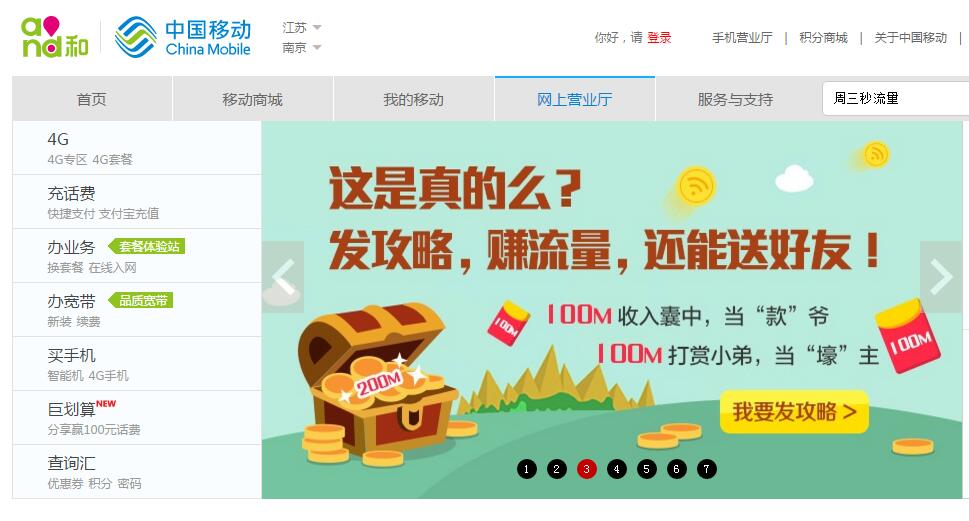 and和
中国移动
China Mobile
江苏
南京
你好，请 登录
手机营业厅 | 积分商城 | 关于中国移动 |
首页
移动商城
我的移动
网上营业厅
服务与支持
周三秒流量
4G
4G专区 4G套餐
充话费
快捷支付 支付宝充值
办业务 套餐体验站
换套餐 在线入网
办宽带 品质宽带
新装 续费
买手机
智能机 4G手机
巨划算NEW
分享赢100元话费
查询汇
优惠券 积分 密码
这是真的么？
发攻略，赚流量，还能送好友！
100M
100M收入囊中，当“款”爷
100M打赏小弟，当“壕”主
100M
200M
我要发攻略 >
1 2 3 4 5 6 7